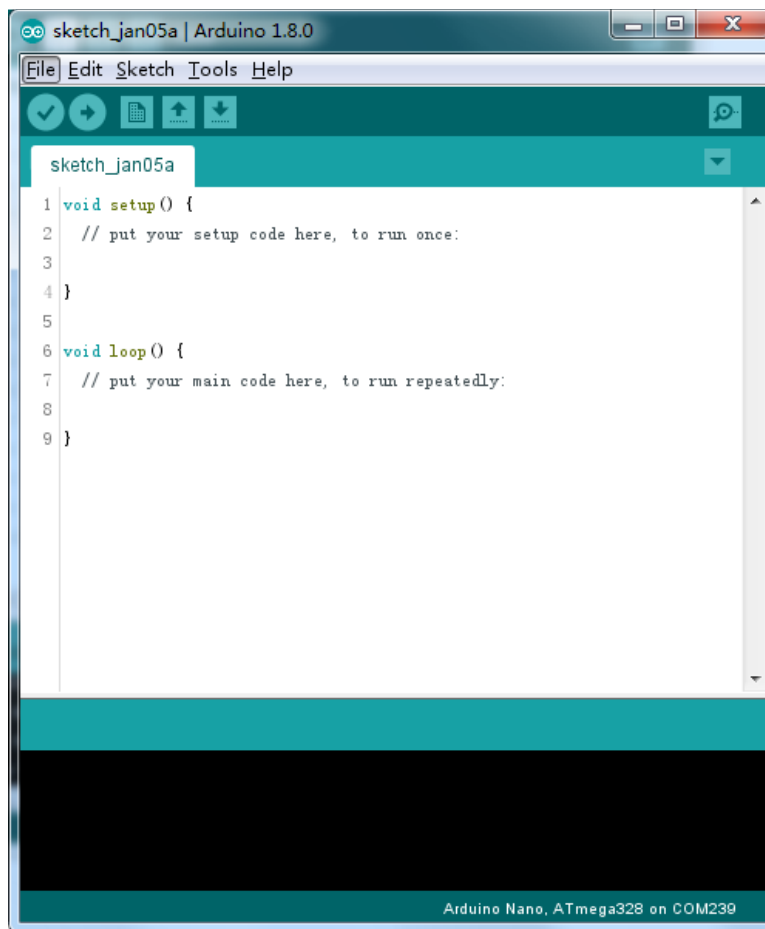 sketch_jan05a | Arduino 1.8.0
File Edit Sketch Tools Help
sketch_jan05a
1 void setup() {
2   // put your setup code here, to run once:
3
4 }
5
6 void loop() {
7   // put your main code here, to run repeatedly:
8
9 }
Arduino Nano, ATmega328 on COM239